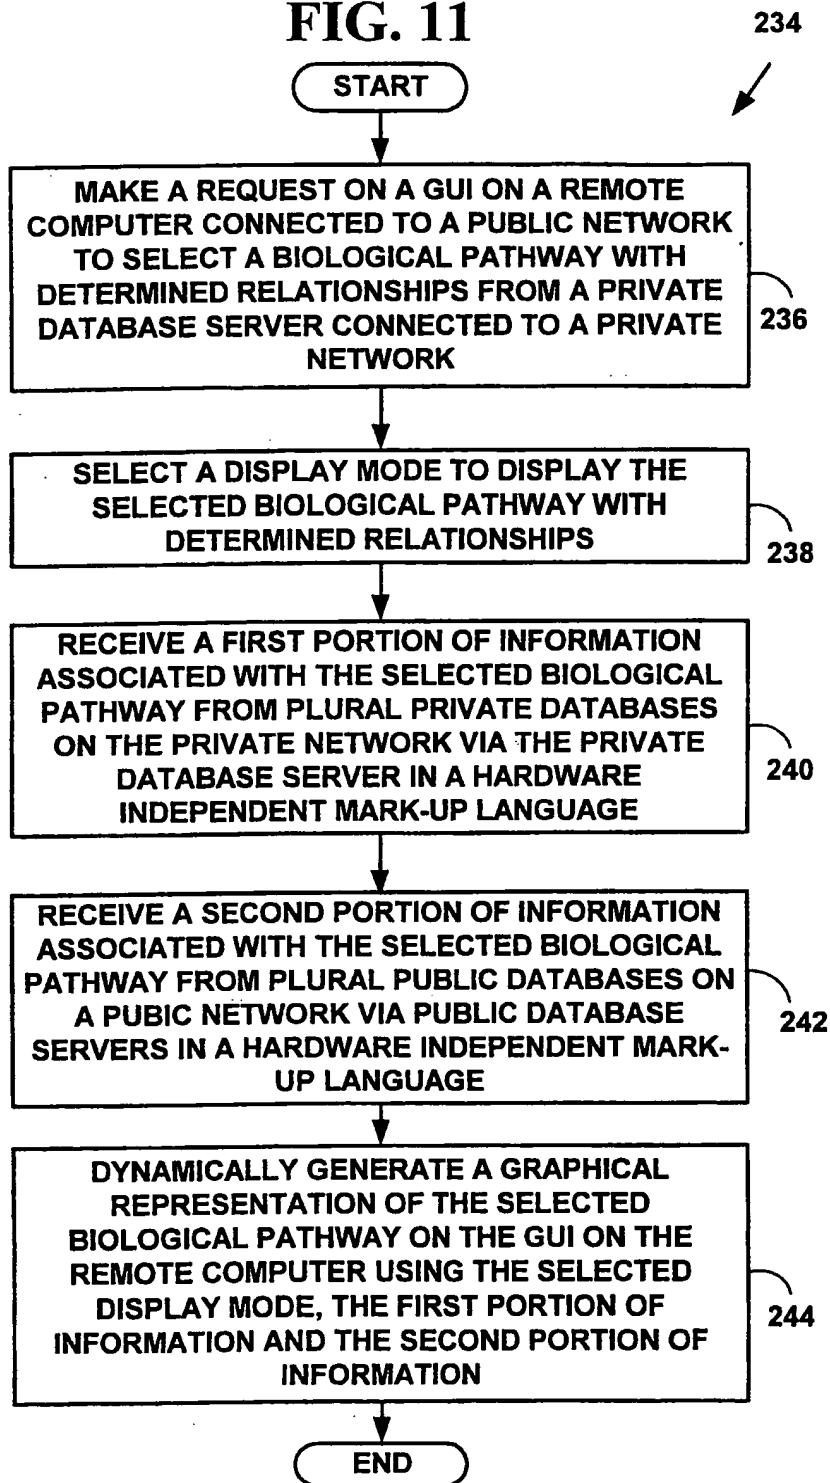 FIG. 11
234
START
MAKE A REQUEST ON A GUI ON A REMOTE
COMPUTER CONNECTED TO A PUBLIC NETWORK
TO SELECT A BIOLOGICAL PATHWAY WITH
DETERMINED RELATIONSHIPS FROM A PRIVATE
DATABASE SERVER CONNECTED TO A PRIVATE
NETWORK
236
SELECT A DISPLAY MODE TO DISPLAY THE
SELECTED BIOLOGICAL PATHWAY WITH
DETERMINED RELATIONSHIPS
238
RECEIVE A FIRST PORTION OF INFORMATION
ASSOCIATED WITH THE SELECTED BIOLOGICAL
PATHWAY FROM PLURAL PRIVATE DATABASES
ON THE PRIVATE NETWORK VIA THE PRIVATE
DATABASE SERVER IN A HARDWARE
INDEPENDENT MARK-UP LANGUAGE
240
RECEIVE A SECOND PORTION OF INFORMATION
ASSOCIATED WITH THE SELECTED BIOLOGICAL
PATHWAY FROM PLURAL PUBLIC DATABASES ON
A PUBIC NETWORK VIA PUBLIC DATABASE
SERVERS IN A HARDWARE INDEPENDENT MARK-
UP LANGUAGE
242
DYNAMICALLY GENERATE A GRAPHICAL
REPRESENTATION OF THE SELECTED
BIOLOGICAL PATHWAY ON THE GUI ON THE
REMOTE COMPUTER USING THE SELECTED
DISPLAY MODE, THE FIRST PORTION OF
INFORMATION AND THE SECOND PORTION OF
INFORMATION
244
END